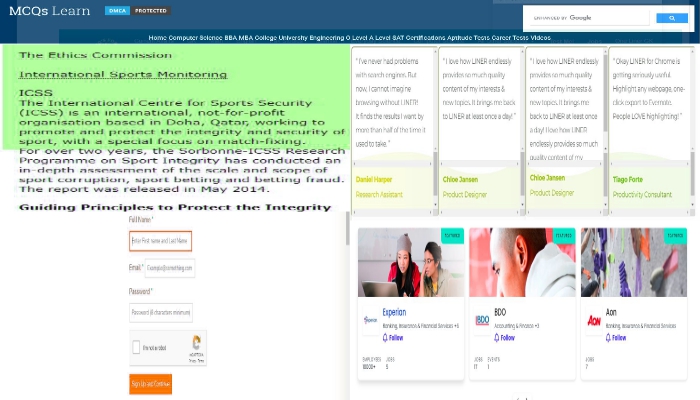 MCQs Learn
DMCA PROTECTED
ENHANCED BY Google
Home Computer Science BBA MBA College University Engineering O Level A Level SAT Certifications Aptitude Tests Career Tests Videos
The Ethics Commission
International Sports Monitoring
ICSS
The International Centre for Sports Security
(ICSS) is an international, not-for-profit
organisation based in Doha, Qatar, working to
promote and protect the integrity and security of
sport, with a special focus on match-fixing.
For over two years, the Sorbonne-ICSS Research
Programme on Sport Integrity has conducted an
in-depth assessment of the scale and scope of
sport corruption, sport betting and betting fraud.
The report was released in May 2014.
Guiding Principles to Protect the Integrity
Full Name *
Enter First name and Last Name
Email * Example@something.com
Password *
Password (8 characters minimum)
I'm not a robot
reCAPTCHA
Privacy - Terms
Sign Up and Continue
" I've never had problems
with search engines. But
now, I cannot imagine
browsing without LINER!
It finds the results I want by
more than half of the time it
used to take."
Daniel Harper
Research Assistant
" I love how LINER endlessly
provides so much quality
content of my interests &
new topics. It brings me back
to LINER at least once a day! "
Chloe Jansen
Product Designer
" I love how LINER endlessly
provides so much quality
content of my interests &
new topics. It brings me
back to LINER at least once
a day! I love how LINER
endlessly provides so much
quality content of my
Chloe Jansen
Product Designer
" Okay LINER for Chrome is
getting seriously useful.
Highlight any webpage, one-
click export to Evernote.
People LOVE highlighting! "
Tiago Forte
Productivity Consultant
FEATURED
Experian
Banking, Insurance & Financial Services +6
Follow
EMPLOYEES JOBS
8000+ 5
FEATURED
BDO
BDO
Accounting & Finance +3
Follow
JOBS EVENTS
17 1
FEATURED
AON
Aon
Banking, Insurance & Financial Services
Follow
JOBS
7